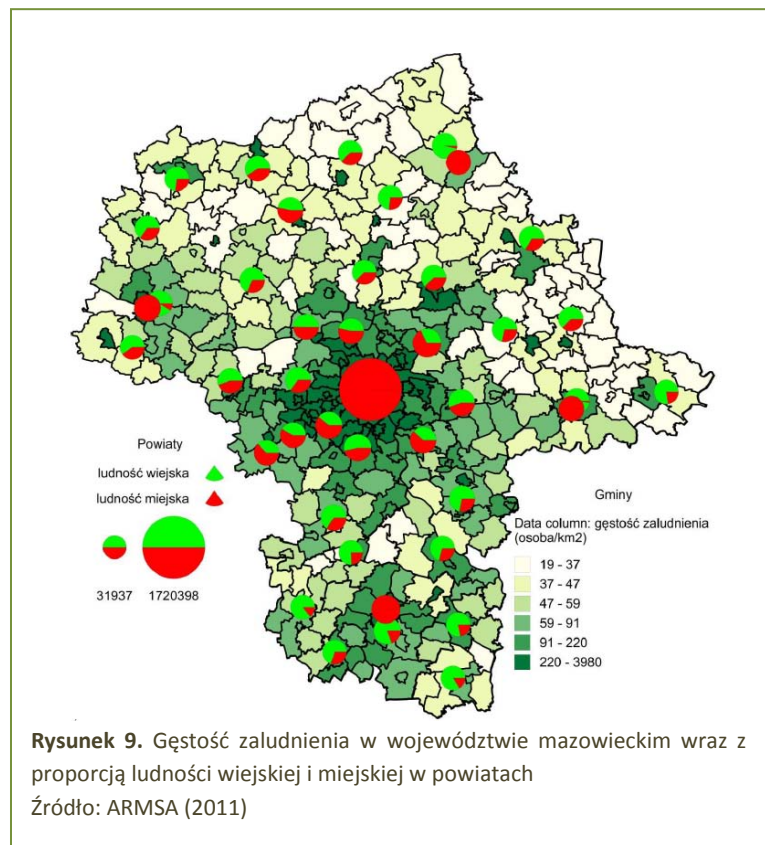 Powiaty
ludność wiejska
ludność miejska
31937 1720398
Gminy
Data column: gęstość zaludnienia
(osoba/km2)
19 - 37
37 - 47
47 - 59
59 - 91
91 - 220
220 - 3980
Rysunek 9. Gęstość zaludnienia w województwie mazowieckim wraz z
proporcją ludności wiejskiej i miejskiej w powiatach
Źródło: ARMSA (2011)